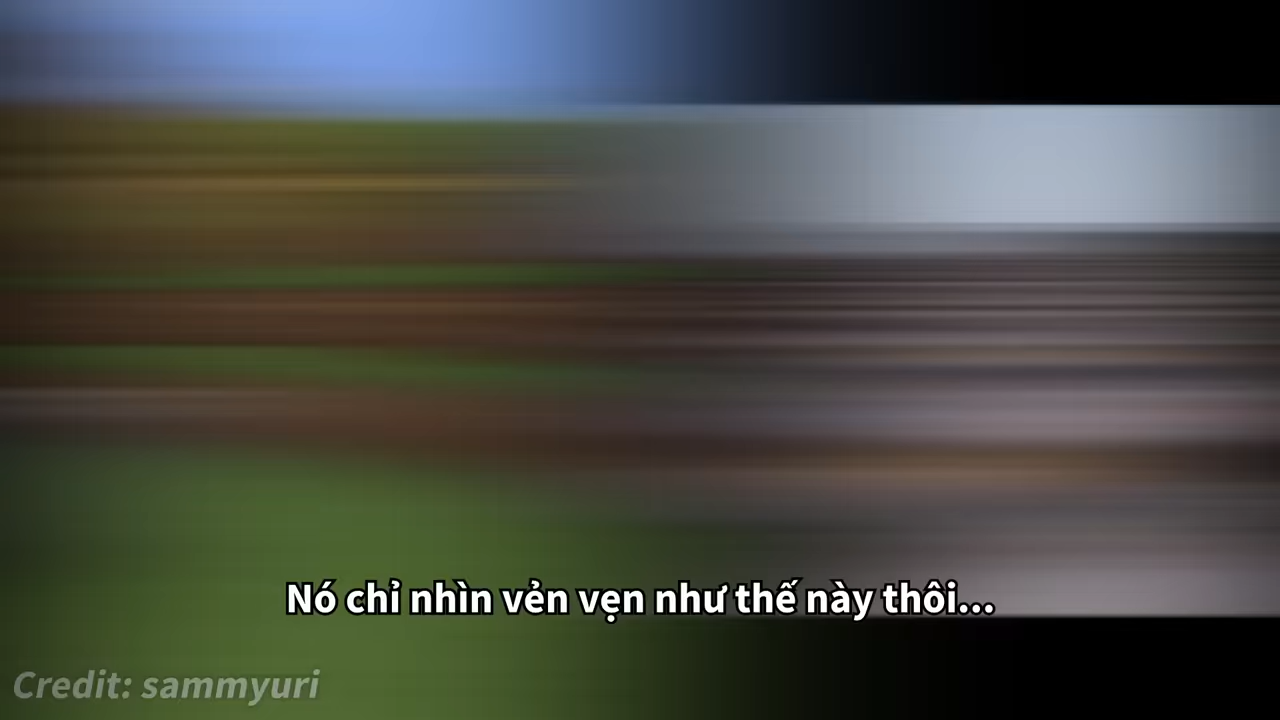 Nó chỉ nhìn vẻn vẹn như thế này thôi...
Credit: sammyuri